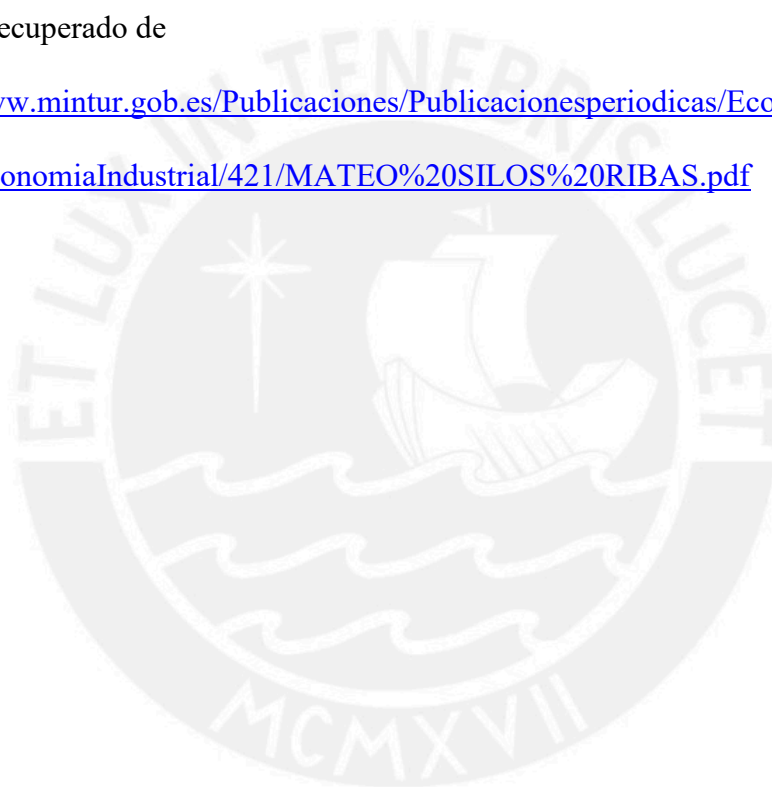 ecuperado de
ww.mintur.gob.es/Publicaciones/Publicacionesperiodicas/Eco
onomiaIndustrial/421/MATEO%20SILOS%20RIBAS.pdf
ET LUX IN TENEBRIS LUCET
MCMXVII